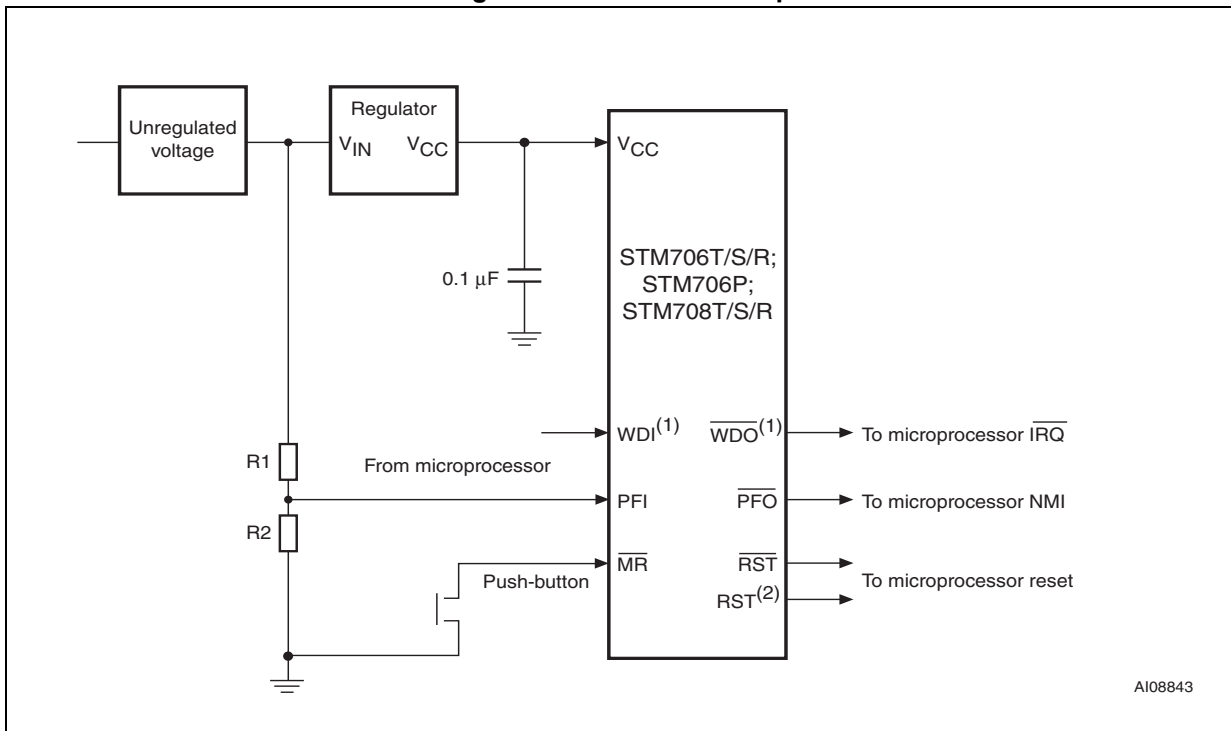 Unregulated
voltage
Regulator
VIN VCC
VCC
0.1 µF
STM706T/S/R;
STM706P;
STM708T/S/R
WDI(1) WDO(1) To microprocessor IRQ
R1 From microprocessor
PFI PFO To microprocessor NMI
R2
MR RST
Push-button
To microprocessor reset
RST(2)
AI08843